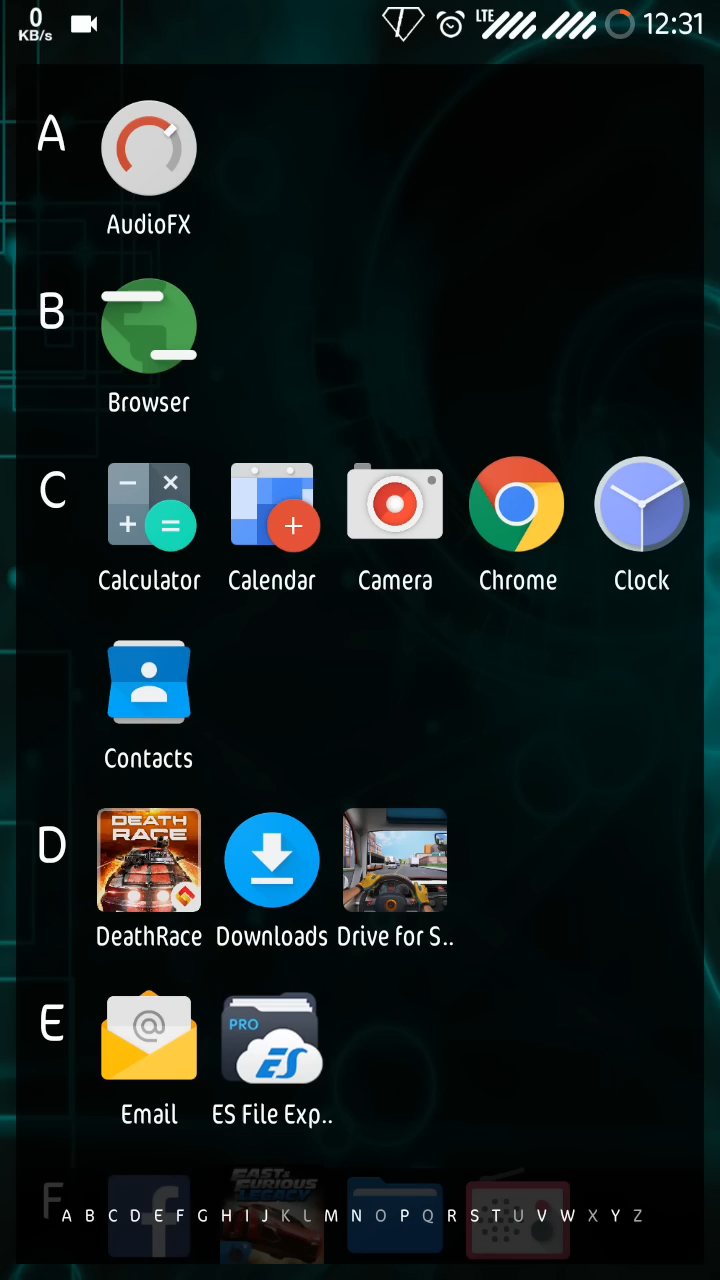 0
KB/s
LTE
12:31
A
AudioFX
B
Browser
C
Calculator Calendar Camera Chrome Clock
Contacts
D
DEATH
RACE
DeathRace Downloads Drive for S..
E
@
PRO
ES
Email ES File Exp..
F
f
FAST&
FURIOUS
LEGACY
A B C D E F G H I J K L M N O P Q R S T U V W X Y Z